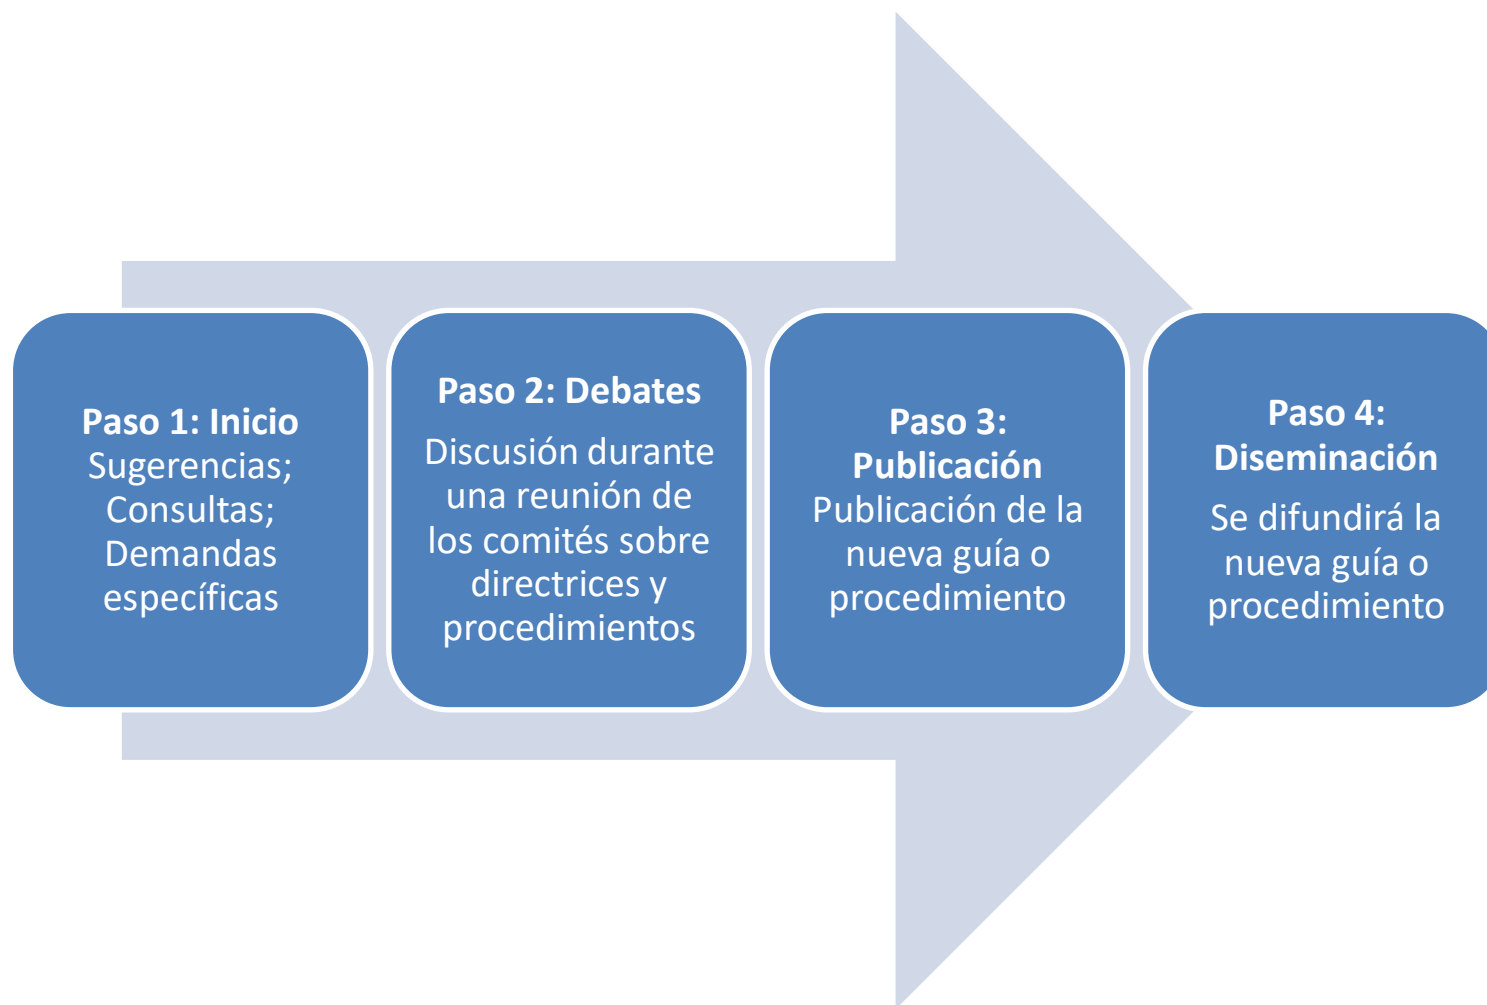 Paso 1: Inicio
Sugerencias;
Consultas;
Demandas
específicas
Paso 2: Debates
Discusión durante
una reunión de
los comités sobre
directrices y
procedimientos
Paso 3:
Publicación
Publicación de la
nueva guía o
procedimiento
Paso 4:
Diseminación
Se difundirá la
nueva guía o
procedimiento